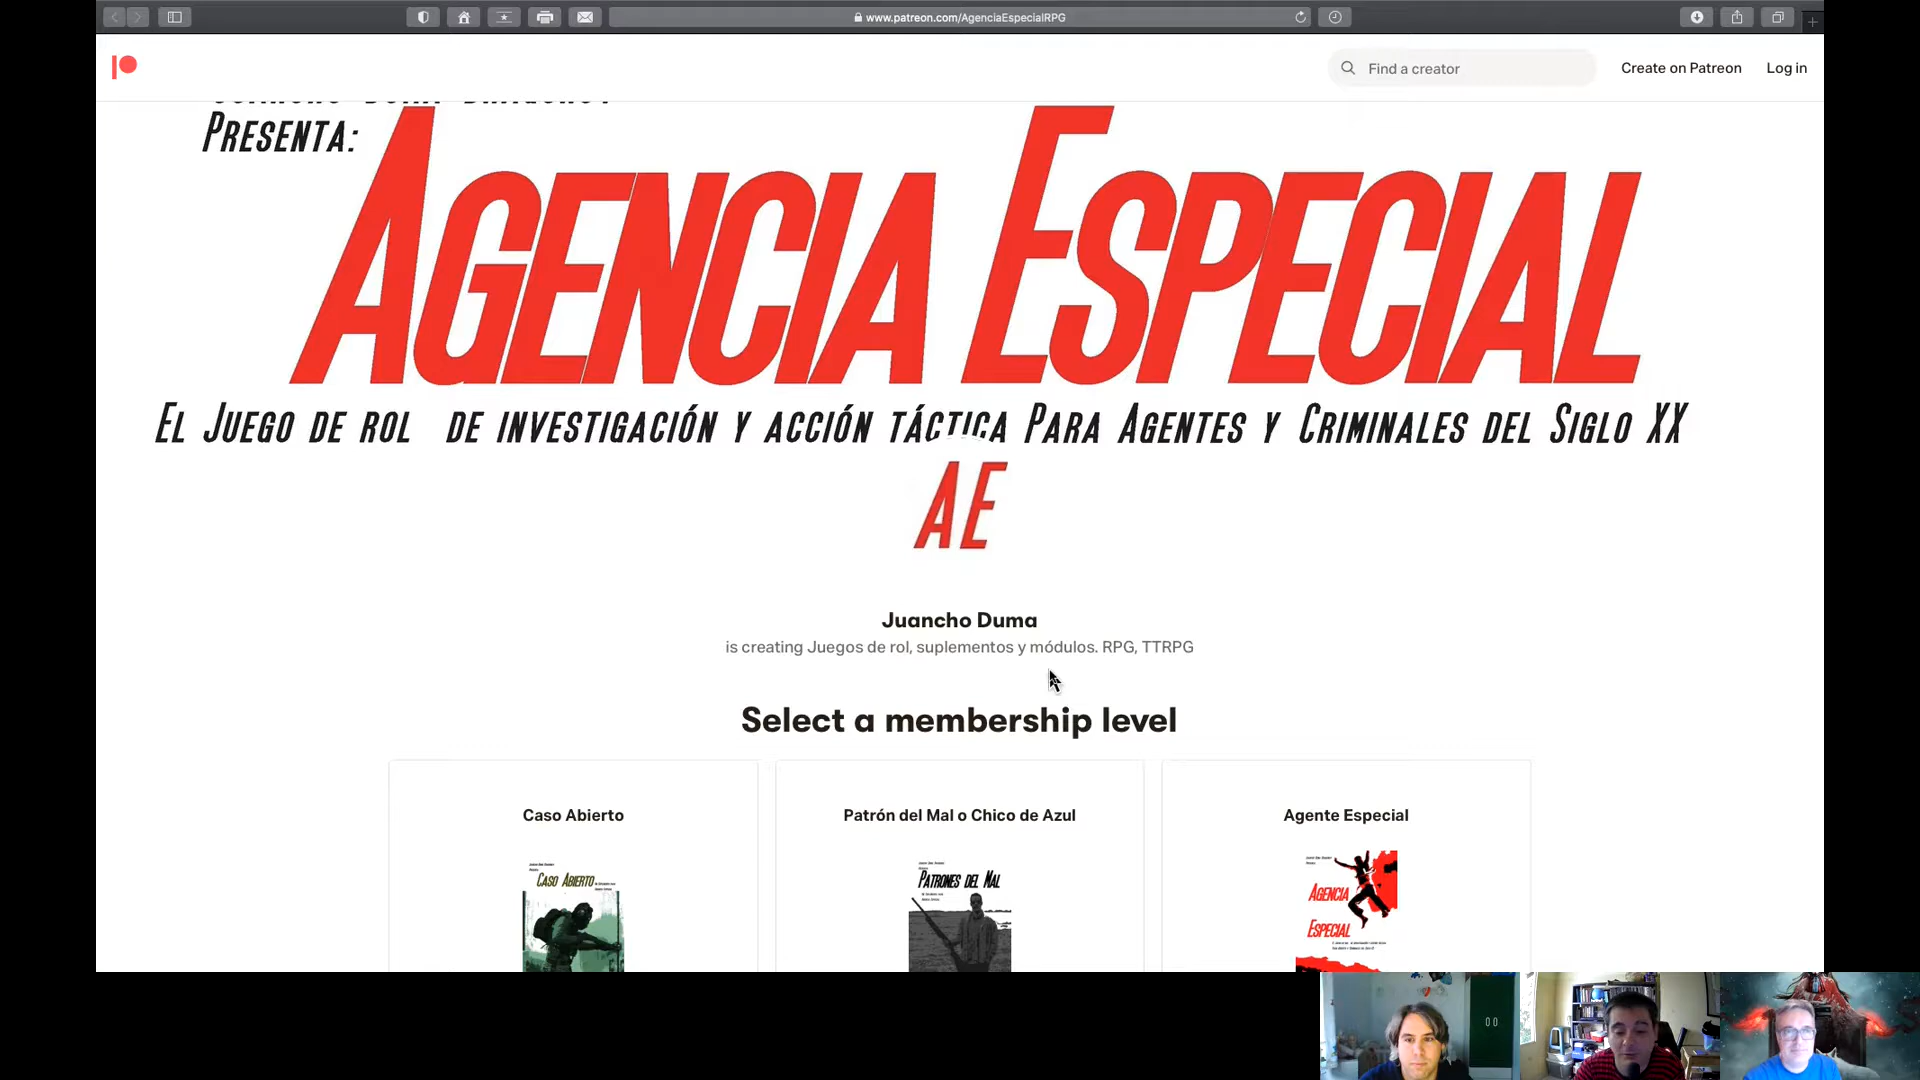 www.patreon.com/AgenciaEspecialRPG
Find a creator
Create on Patreon
Log in
Presenta:
Agencia Especial
El Juego de rol de investigación y acción táctica Para Agentes y Criminales del Siglo XX
AE
Juancho Duma
is creating Juegos de rol, suplementos y módulos. RPG, TTRPG
Select a membership level
Caso Abierto
Patrón del Mal o Chico de Azul
Agente Especial
Caso Abierto
Patrones del Mal
Agencia
Especial